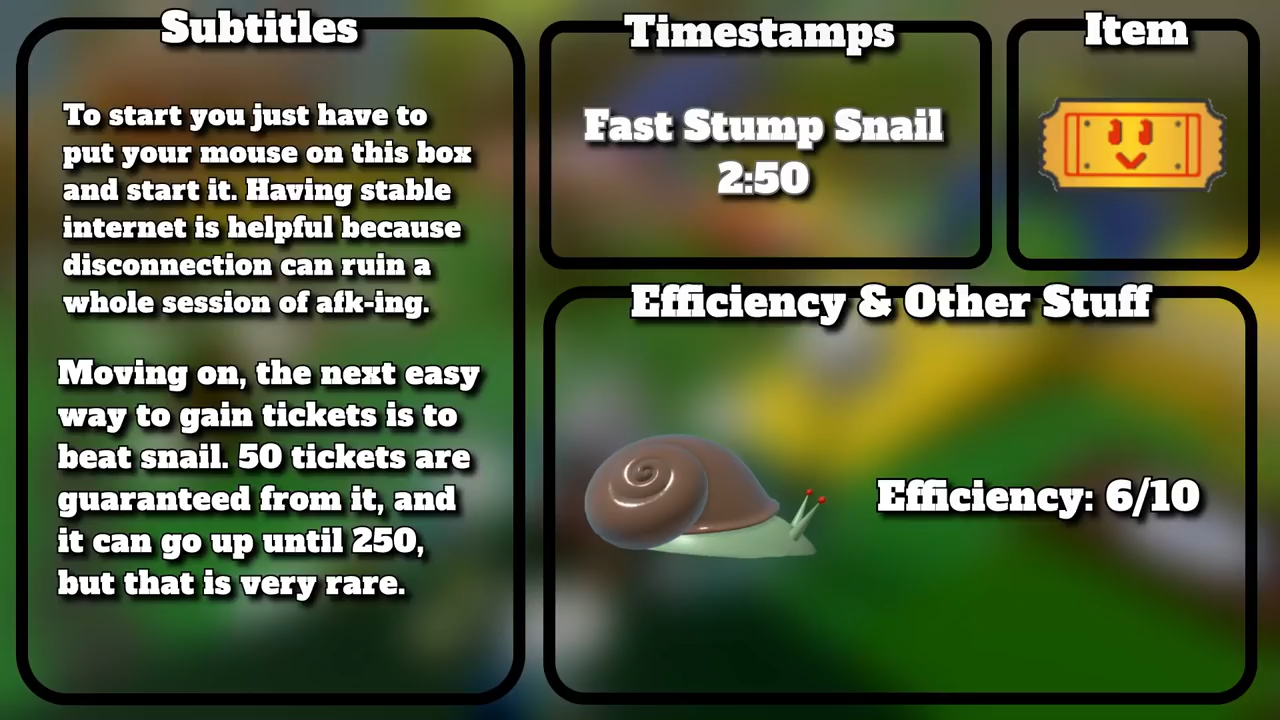 Subtitles
To start you just have to
put your mouse on this box
and start it. Having stable
internet is helpful because
disconnection can ruin a
whole session of afk-ing.
Moving on, the next easy
way to gain tickets is to
beat snail. 50 tickets are
guaranteed from it, and
it can go up until 250,
but that is very rare.
Timestamps
Fast Stump Snail
2:50
Item
Efficiency & Other Stuff
Efficiency: 6/10